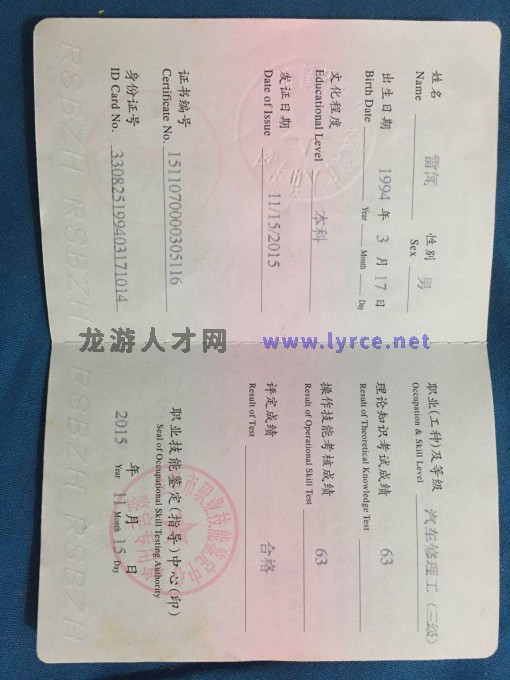 姓名 雷闻 性别 男
Name Sex
出生日期 1994 年 3 月 17 日
Birth Date Year Month Day
文化程度 本科
Educational Level
发证日期 11/15/2015
Date of Issue
证书编号 1511070000305116
Certificate No.
身份证号 330825199403171014
ID Card No.
职业(工种)及等级 汽车修理工(三级)
Occupation & Skill Level
理论知识考试成绩 63
Result of Theoretical Knowledge Test
操作技能考核成绩 63
Result of Operational Skill Test
评定成绩 合格
Result of Test
职业技能鉴定(指导)中心(印)
Seal of Occupational Skill Testing Authority
2015 年 11 月 15 日
Year Month Day
龙游人才网 www.lyrce.net
RSBZH RSBZH RSBZH RSBZH